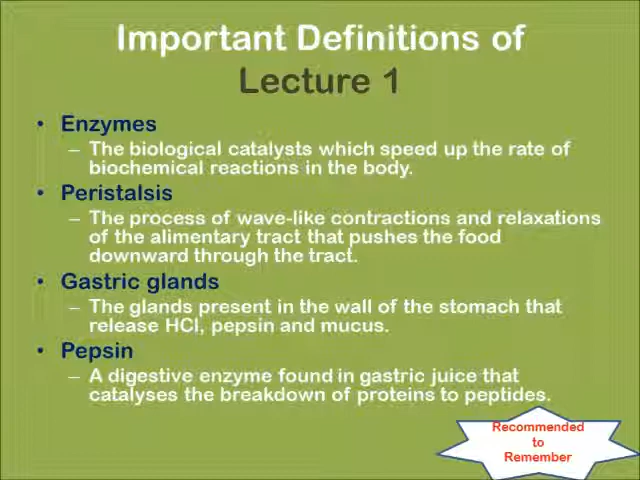 Important Definitions of
Lecture 1
• Enzymes
– The biological catalysts which speed up the rate of
biochemical reactions in the body.
• Peristalsis
– The process of wave-like contractions and relaxations
of the alimentary tract that pushes the food
downward through the tract.
• Gastric glands
– The glands present in the wall of the stomach that
release HCl, pepsin and mucus.
• Pepsin
– A digestive enzyme found in gastric juice that
catalyses the breakdown of proteins to peptides.
Recommended
to
Remember